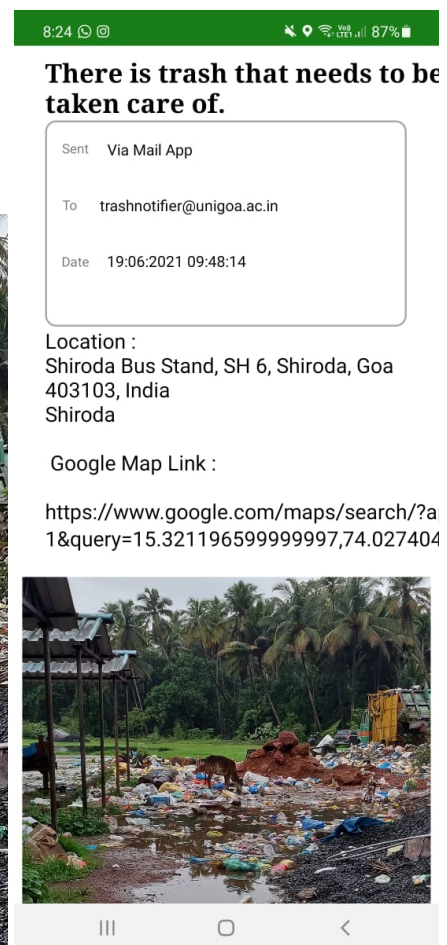 8:24 87%
There is trash that needs to be
taken care of.
Sent Via Mail App
To trashnotifier@unigoa.ac.in
Date 19:06:2021 09:48:14
Location :
Shiroda Bus Stand, SH 6, Shiroda, Goa
403103, India
Shiroda
Google Map Link :
https://www.google.com/maps/search/?a
1&query=15.321196599999997,74.027404